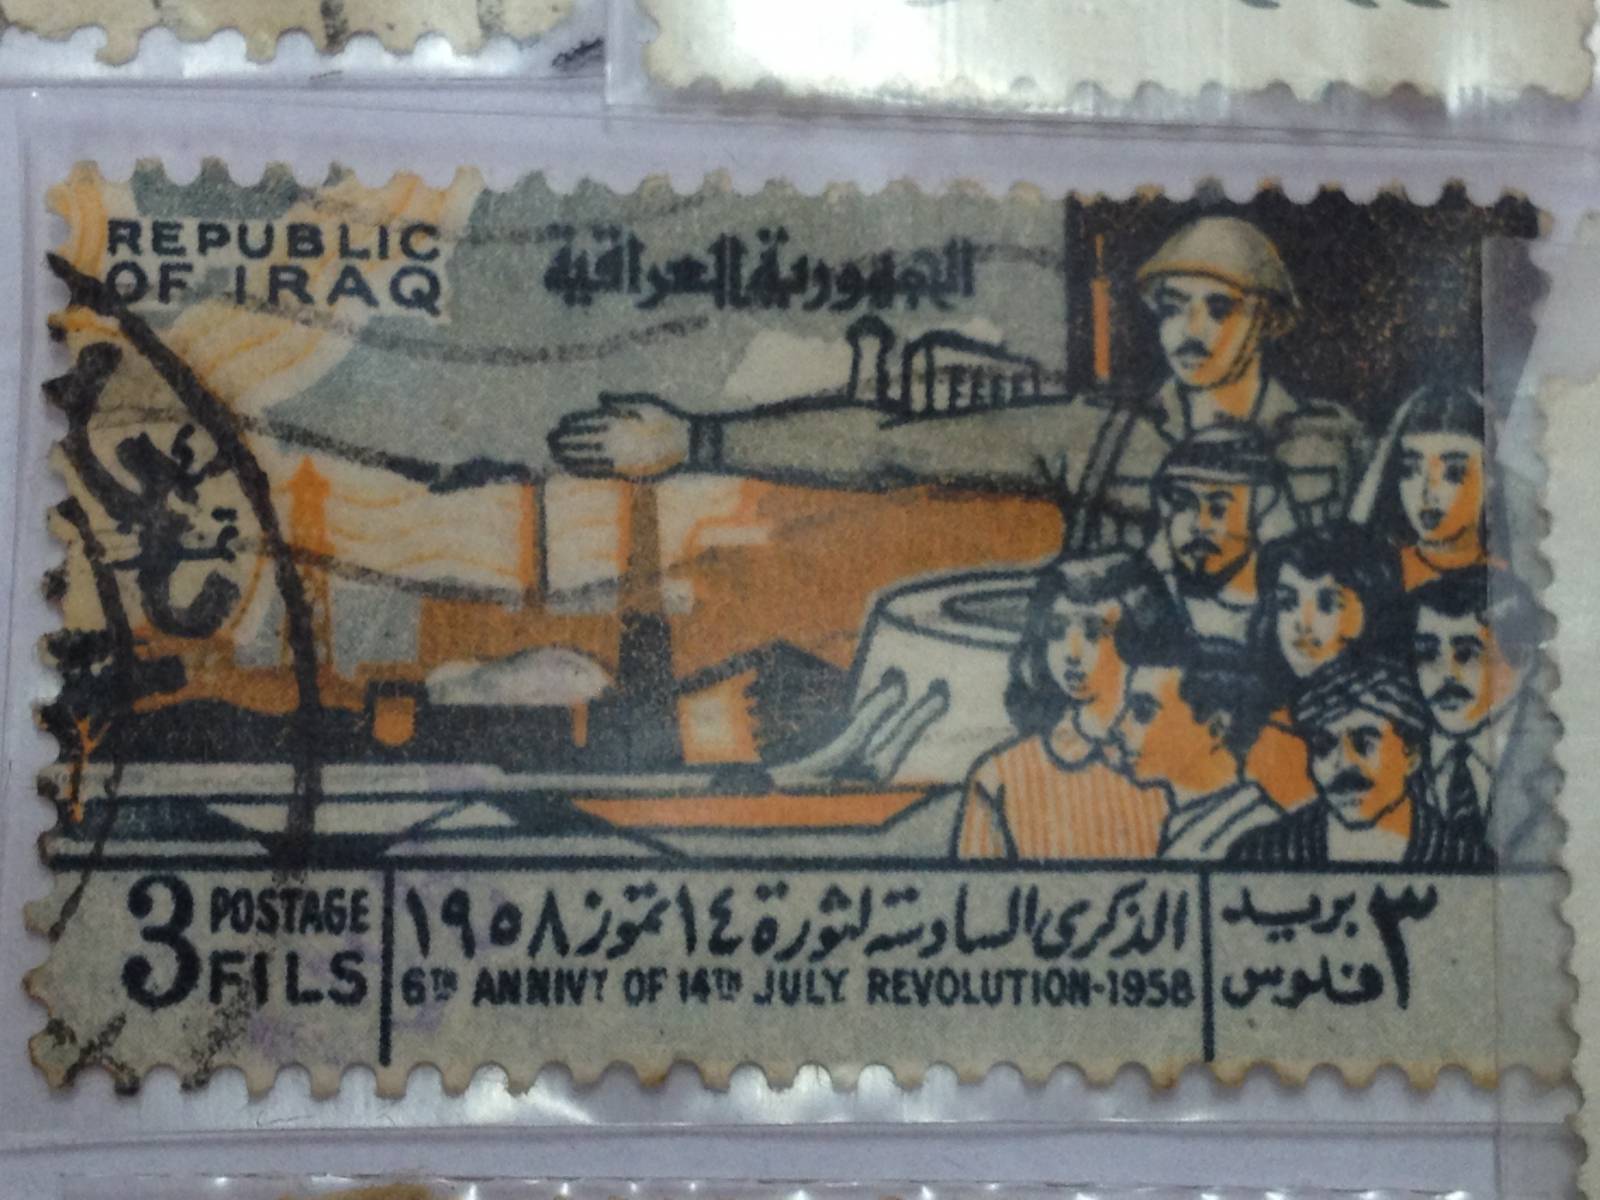 REPUBLIC
OF IRAQ
الجمهورية العراقية
3 POSTAGE
FILS
الذكرى السادسة لثورة ١٤ تموز ١٩٥٨
6TH ANNIVT OF 14TH JULY REVOLUTION-1958
٣ بريد
فلوس